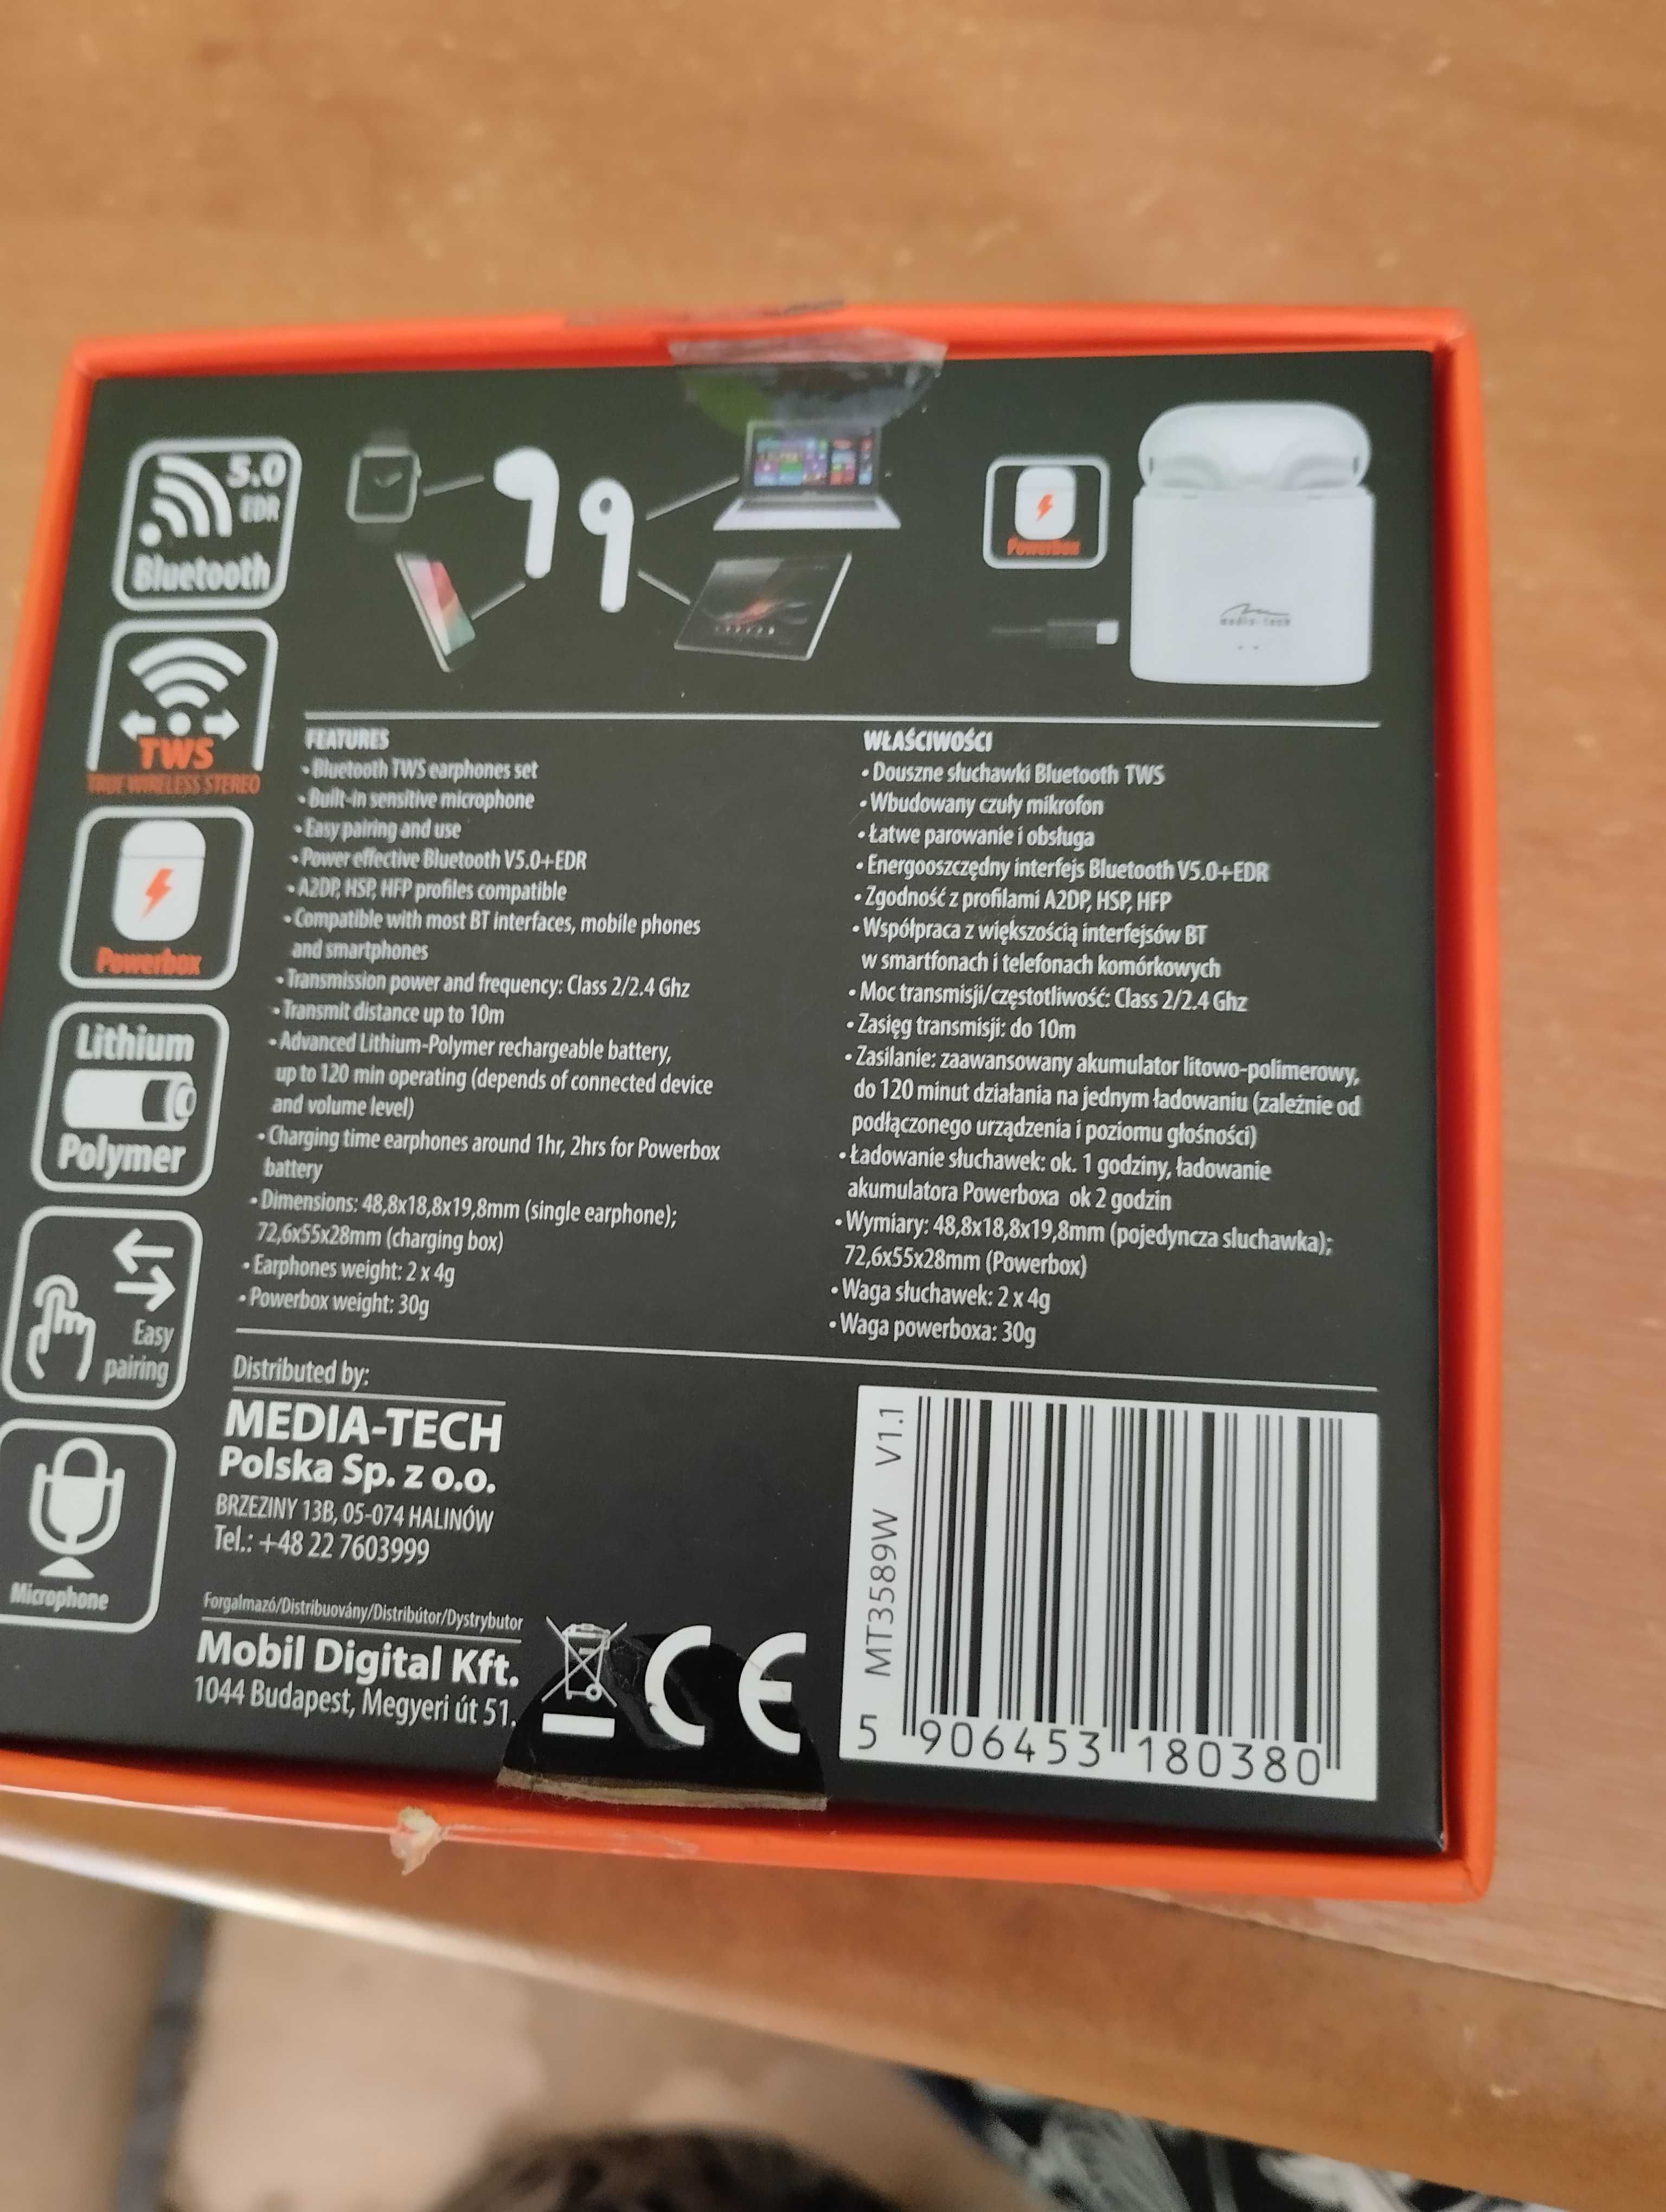 5.0
EDR
Bluetooth
TWS
TRUE WIRELESS STEREO
Powerbox
Lithium
Polymer
Easy
pairing
Microphone
Powerbox
media-tech
FEATURES
• Bluetooth TWS earphones set
• Built-in sensitive microphone
• Easy pairing and use
• Power effective Bluetooth V5.0+EDR
• A2DP, HSP, HFP profiles compatible
• Compatible with most BT interfaces, mobile phones
and smartphones
• Transmission power and frequency: Class 2/2.4 Ghz
• Transmit distance up to 10m
• Advanced Lithium-Polymer rechargeable battery,
up to 120 min operating (depends of connected device
and volume level)
• Charging time earphones around 1hr, 2hrs for Powerbox
battery
• Dimensions: 48,8x18,8x19,8mm (single earphone);
72,6x55x28mm (charging box)
• Earphones weight: 2 x 4g
• Powerbox weight: 30g
WŁAŚCIWOŚCI
• Douszne słuchawki Bluetooth TWS
• Wbudowany czuły mikrofon
• Łatwe parowanie i obsługa
• Energooszczędny interfejs Bluetooth V5.0+EDR
• Zgodność z profilami A2DP, HSP, HFP
• Współpraca z większością interfejsów BT
w smartfonach i telefonach komórkowych
• Moc transmisji/częstotliwość: Class 2/2.4 Ghz
• Zasięg transmisji: do 10m
• Zasilanie: zaawansowany akumulator litowo-polimerowy,
do 120 minut działania na jednym ładowaniu (zależnie od
podłączonego urządzenia i poziomu głośności)
• Ładowanie słuchawek: ok. 1 godziny, ładowanie
akumulatora Powerboxa ok 2 godzin
• Wymiary: 48,8x18,8x19,8mm (pojedyncza sluchawka);
72,6x55x28mm (Powerbox)
• Waga słuchawek: 2 x 4g
• Waga powerboxa: 30g
Distributed by:
MEDIA-TECH
Polska Sp. z o.o.
BRZEZINY 13B, 05-074 HALINÓW
Tel.: +48 22 7603999
Forgalmazó/Distribuovány/Distribútor/Dystrybutor
Mobil Digital Kft.
1044 Budapest, Megyeri út 51.
CE
MT3589W V1.1
5 906453 180380